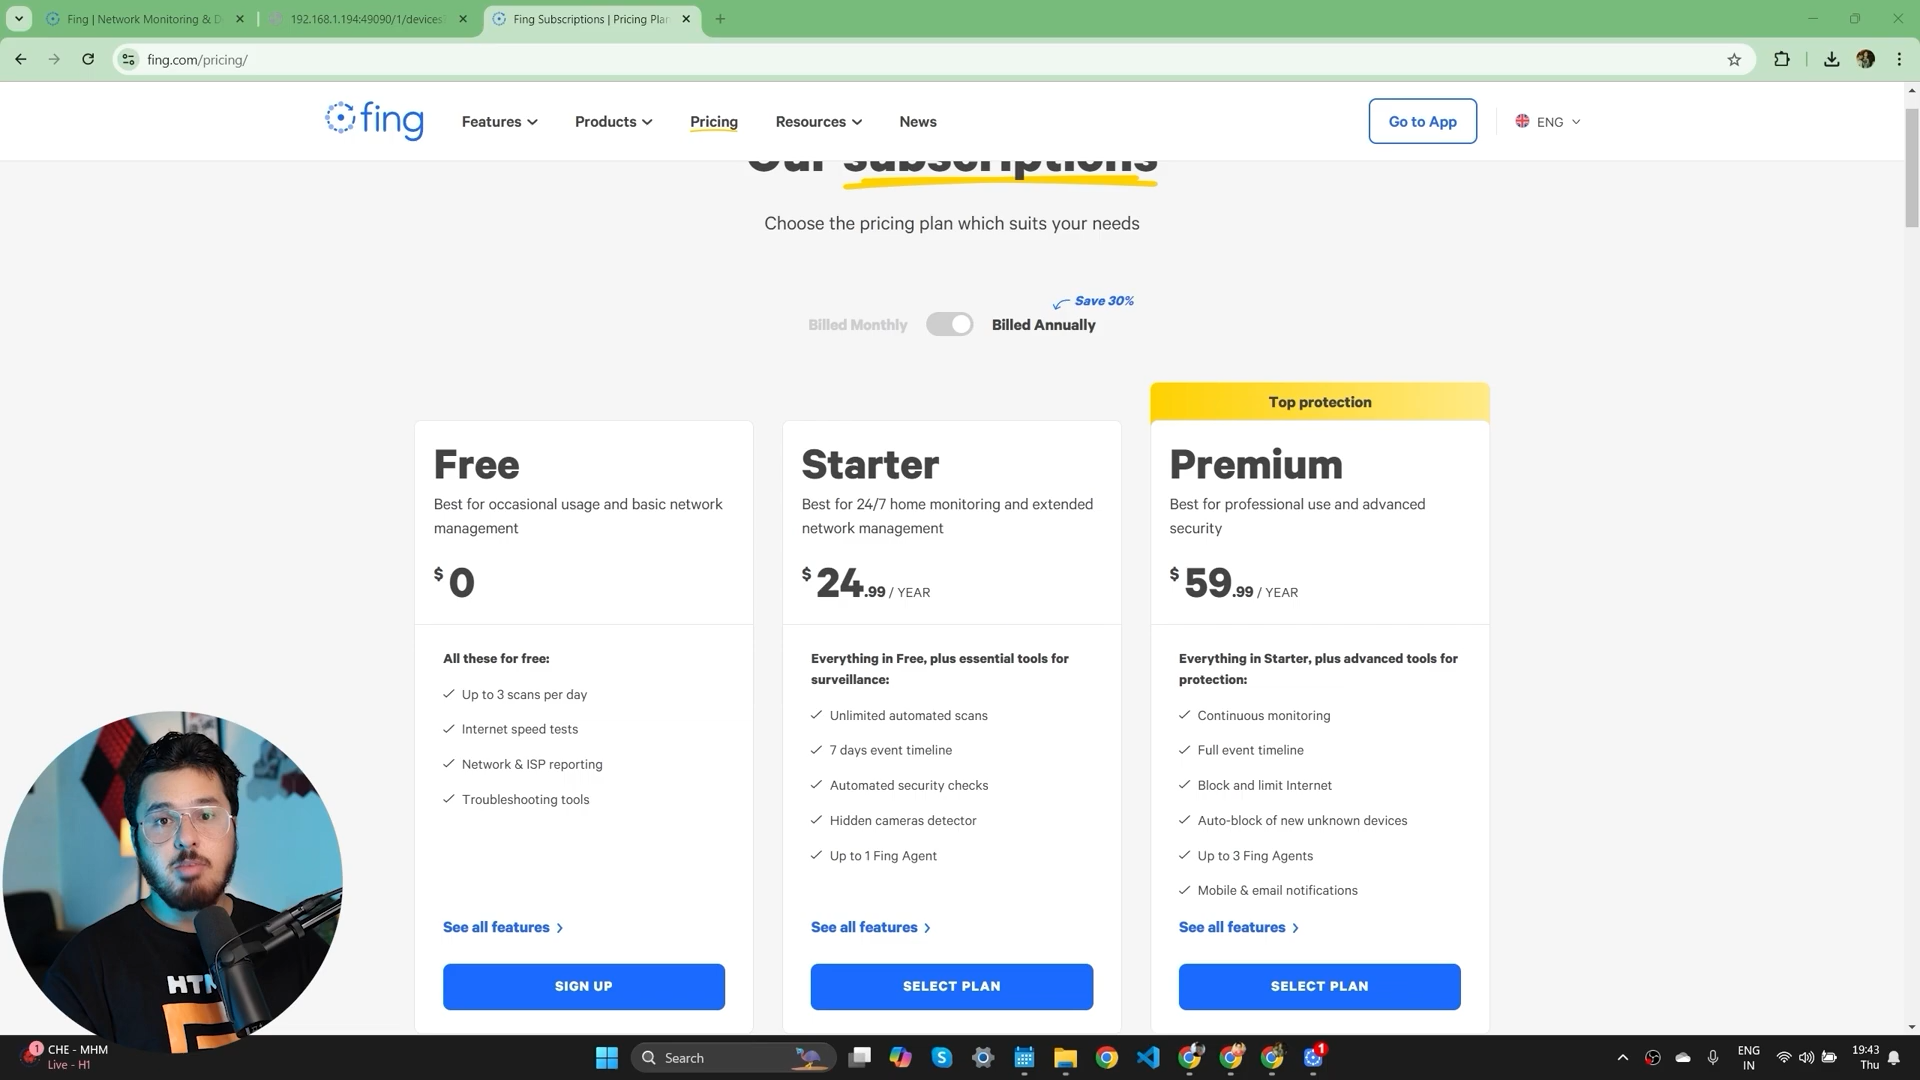 Fing | Network Monitoring & D
192.168.1.194:49090/1/devices
Fing Subscriptions | Pricing Plan
fing.com/pricing/
fing
Features
Products
Pricing
Resources
News
Go to App
ENG
Our subscriptions
Choose the pricing plan which suits your needs
Save 30%
Billed Monthly
Billed Annually
Top protection
Free
Best for occasional usage and basic network
management
$0
All these for free:
Up to 3 scans per day
Internet speed tests
Network & ISP reporting
Troubleshooting tools
See all features
SIGN UP
Starter
Best for 24/7 home monitoring and extended
network management
$24.99 / YEAR
Everything in Free, plus essential tools for
surveillance:
Unlimited automated scans
7 days event timeline
Automated security checks
Hidden cameras detector
Up to 1 Fing Agent
See all features
SELECT PLAN
Premium
Best for professional use and advanced
security
$59.99 / YEAR
Everything in Starter, plus advanced tools for
protection:
Continuous monitoring
Full event timeline
Block and limit Internet
Auto-block of new unknown devices
Up to 3 Fing Agents
Mobile & email notifications
See all features
SELECT PLAN
1
CHE - MHM
Live - H1
Search
1
ENG
IN
19:43
Thu